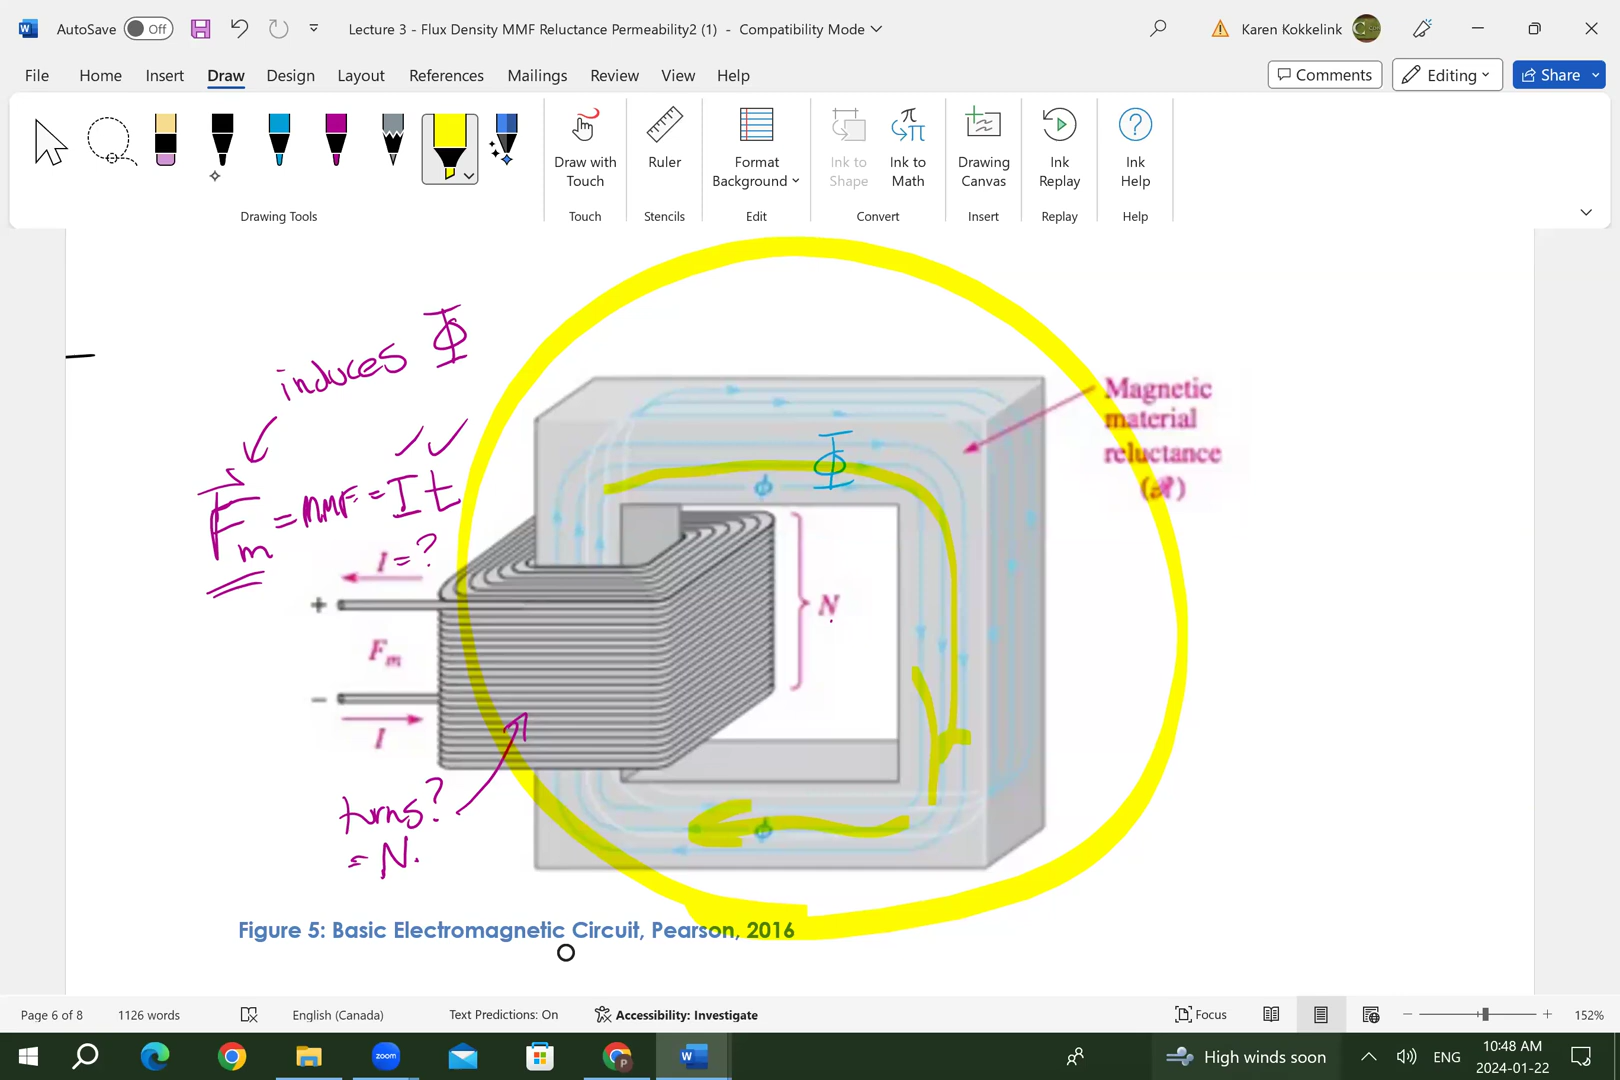 AutoSave Off Lecture 3 - Flux Density MMF Reluctance Permeability2 (1) - Compatibility Mode Karen Kokkelink
File Home Insert Draw Design Layout References Mailings Review View Help Comments Editing Share
Draw with Touch
Ruler
Format Background
Ink to Shape
Ink to Math
Drawing Canvas
Ink Replay
Ink Help
Drawing Tools Touch Stencils Edit Convert Insert Replay Help
induces Φ
Fm = MMF = I t
I = ?
+
Fm
−
I
turns?
= N.
N
Φ
ϕ
ϕ
Magnetic
material
reluctance
(ℛ)
Figure 5: Basic Electromagnetic Circuit, Pearson, 2016
Page 6 of 8 1126 words English (Canada) Text Predictions: On Accessibility: Investigate Focus 152%
zoom W High winds soon ENG 10:48 AM
2024-01-22